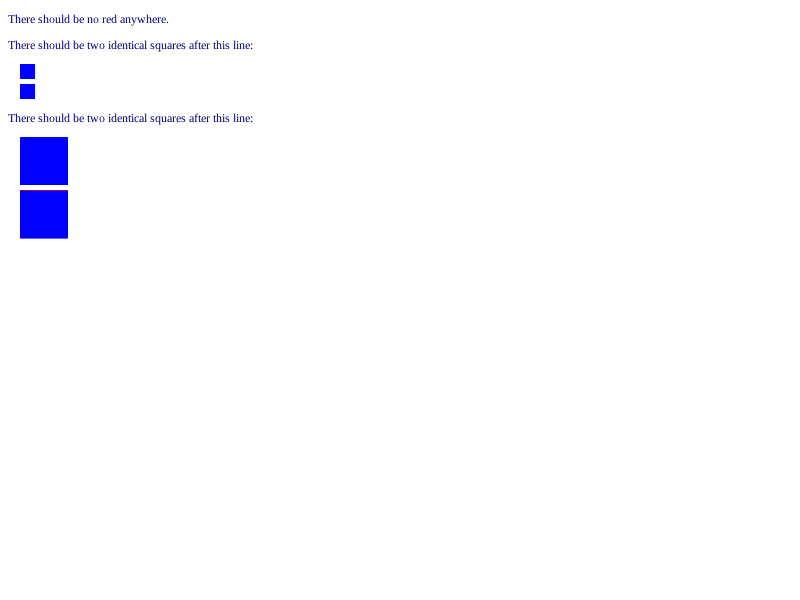 There should be no red anywhere.
There should be two identical squares after this line:
There should be two identical squares after this line: